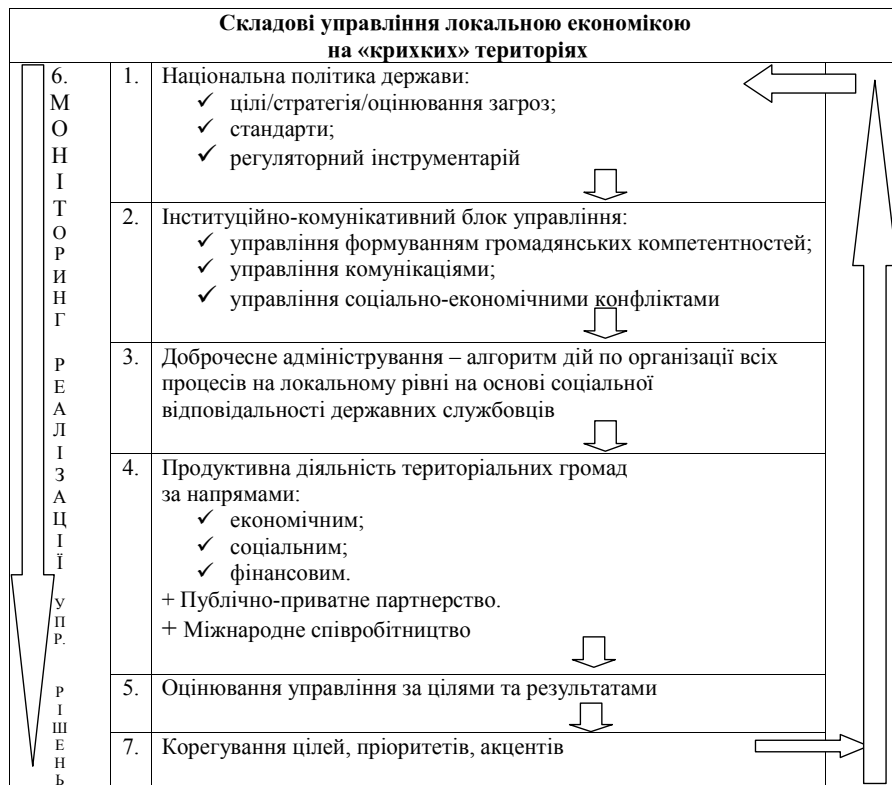 Складові управління локальною економікою
на «крихких» територіях
6.
М
О
Н
І
Т
О
Р
И
Н
Г
Р
Е
А
Л
І
З
А
Ц
І
Ї
У
П
Р.
Р
І
Ш
Е
Н
Ь
1. Національна політика держави:
✓ цілі/стратегія/оцінювання загроз;
✓ стандарти;
✓ регуляторний інструментарій
2. Інституційно-комунікативний блок управління:
✓ управління формуванням громадянських компетентностей;
✓ управління комунікаціями;
✓ управління соціально-економічними конфліктами
3. Доброчесне адміністрування – алгоритм дій по організації всіх
процесів на локальному рівні на основі соціальної
відповідальності державних службовців
4. Продуктивна діяльність територіальних громад
за напрямами:
✓ економічним;
✓ соціальним;
✓ фінансовим.
+ Публічно-приватне партнерство.
+ Міжнародне співробітництво
5. Оцінювання управління за цілями та результатами
7. Корегування цілей, пріоритетів, акцентів